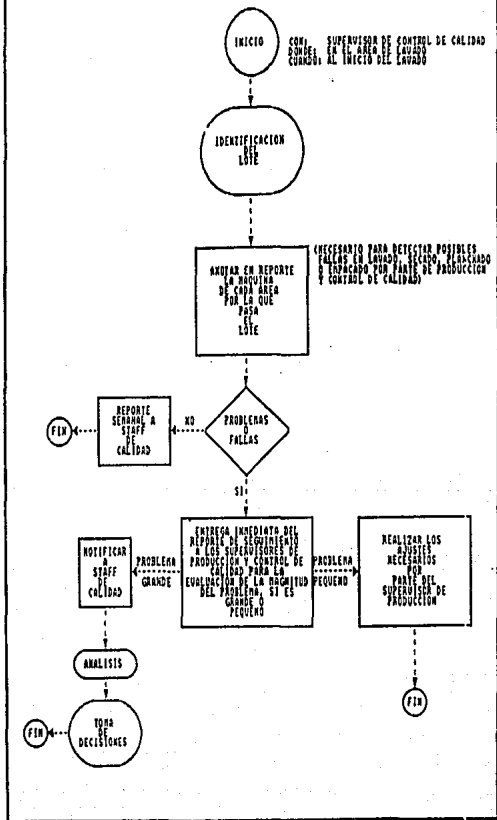 INICIO
CON: SUPERVISOR DE CONTROL DE CALIDAD
DONDE: EN EL AREA DE LAVADO
CUANDO: AL INICIO DEL LAVADO
IDENTIFICACION
DEL
LOTE
ANOTAR EN REPORTE
LA MAQUINA
DE CADA AREA
POR LA QUE
PASA
EL
LOTE
(NECESARIO PARA DETECTAR POSIBLES
FALLAS EN LAVADO, SECADO, PLANCHADO
O EMPACADO POR PARTE DE PRODUCCION
Y CONTROL DE CALIDAD)
PROBLEMAS
O
FALLAS
NO
REPORTE
SEMANAL A
STAFF
DE
CALIDAD
FIN
SI
ENTREGA INMEDIATA DEL
REPORTE DE SEGUIMIENTO
A LOS SUPERVISORES DE
PRODUCCION Y CONTROL DE
CALIDAD PARA LA
EVALUACION DE LA MAGNITUD
DEL PROBLEMA, SI ES
GRANDE O
PEQUENO
PROBLEMA
GRANDE
NOTIFICAR
A
STAFF
DE
CALIDAD
PROBLEMA
PEQUENO
REALIZAR LOS
AJUSTES
NECESARIOS
POR
PARTE DEL
SUPERVISOR DE
PRODUCCION
FIN
ANALISIS
TOMA
DE
DECISIONES
FIN